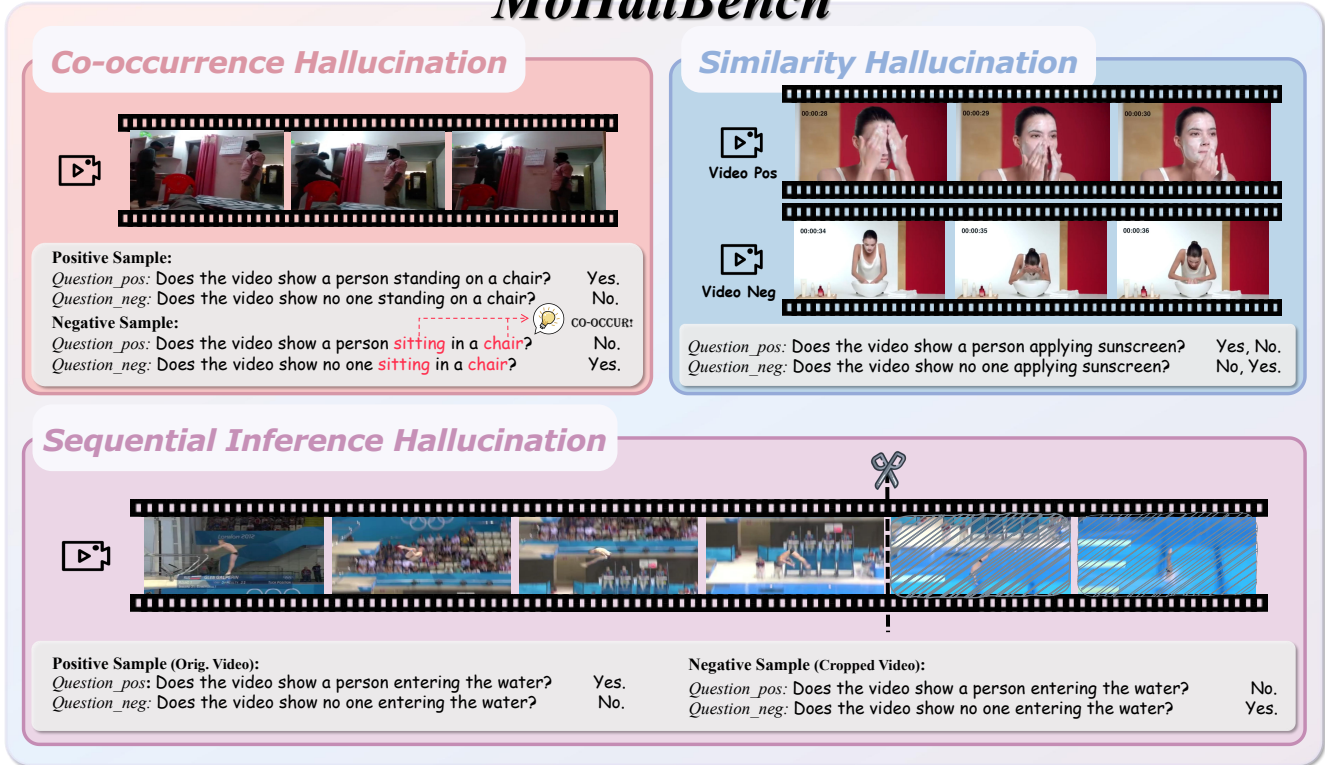 MoHallBench
Co-occurrence Hallucination
Positive Sample:
Question_pos: Does the video show a person standing on a chair? Yes.
Question_neg: Does the video show no one standing on a chair? No.
Negative Sample:
CO-OCCUR!
Question_pos: Does the video show a person sitting in a chair? No.
Question_neg: Does the video show no one sitting in a chair? Yes.
Similarity Hallucination
00:00:28
00:00:29
00:00:30
Video Pos
00:00:34
00:00:35
00:00:36
Video Neg
Question_pos: Does the video show a person applying sunscreen? Yes, No.
Question_neg: Does the video show no one applying sunscreen? No, Yes.
Sequential Inference Hallucination
Positive Sample (Orig. Video):
Question_pos: Does the video show a person entering the water? Yes.
Question_neg: Does the video show no one entering the water? No.
Negative Sample (Cropped Video):
Question_pos: Does the video show a person entering the water? No.
Question_neg: Does the video show no one entering the water? Yes.